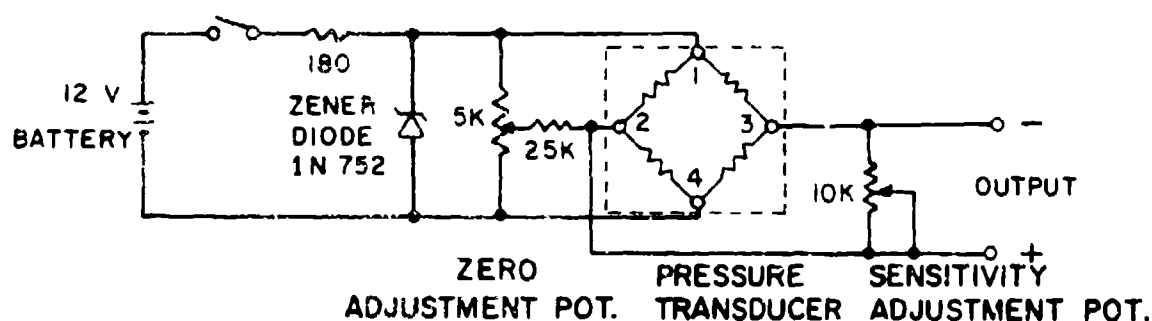 12 V
BATTERY
180
ZENER
DIODE
1N 752
5K
25K
1
2
3
4
10K
−
OUTPUT
+
ZERO
ADJUSTMENT POT.
PRESSURE
TRANSDUCER
SENSITIVITY
ADJUSTMENT POT.